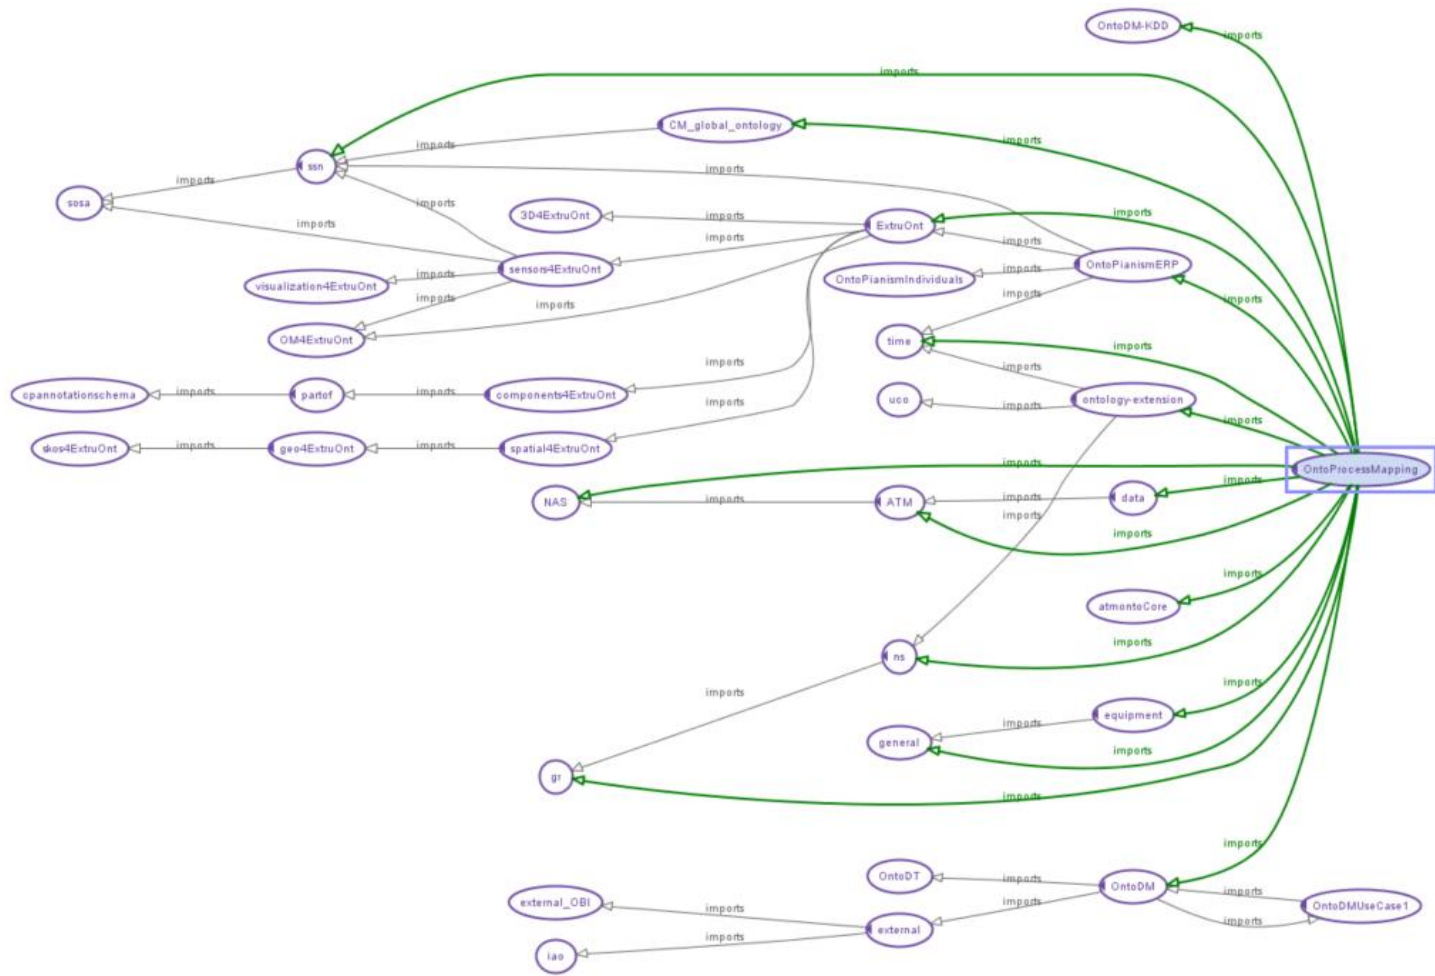 OntoDM-KDD
imports
imports
CM_global_ontology
imports
imports
ssn
imports
imports
sosa
imports
3D4ExtruOnt
imports
ExtruOnt
imports
imports
imports
sensors4ExtruOnt
imports
OntoPianismERP
visualization4ExtruOnt
imports
OntoPianismIndividuals
imports
imports
imports
imports
imports
OM4ExtruOnt
time
imports
imports
imports
cpannotationschema
imports
partof
imports
components4ExtruOnt
uco
imports
ontology-extension
imports
imports
skos4ExtruOnt
imports
geo4ExtruOnt
imports
spatial4ExtruOnt
imports
OntoProcessMapping
imports
NAS
imports
ATM
imports
data
imports
imports
imports
atmontoCore
ns
imports
imports
imports
equipment
general
imports
imports
gr
imports
imports
OntoDT
imports
OntoDM
imports
external_OBI
imports
imports
OntoDMUseCase1
imports
external
iao
imports